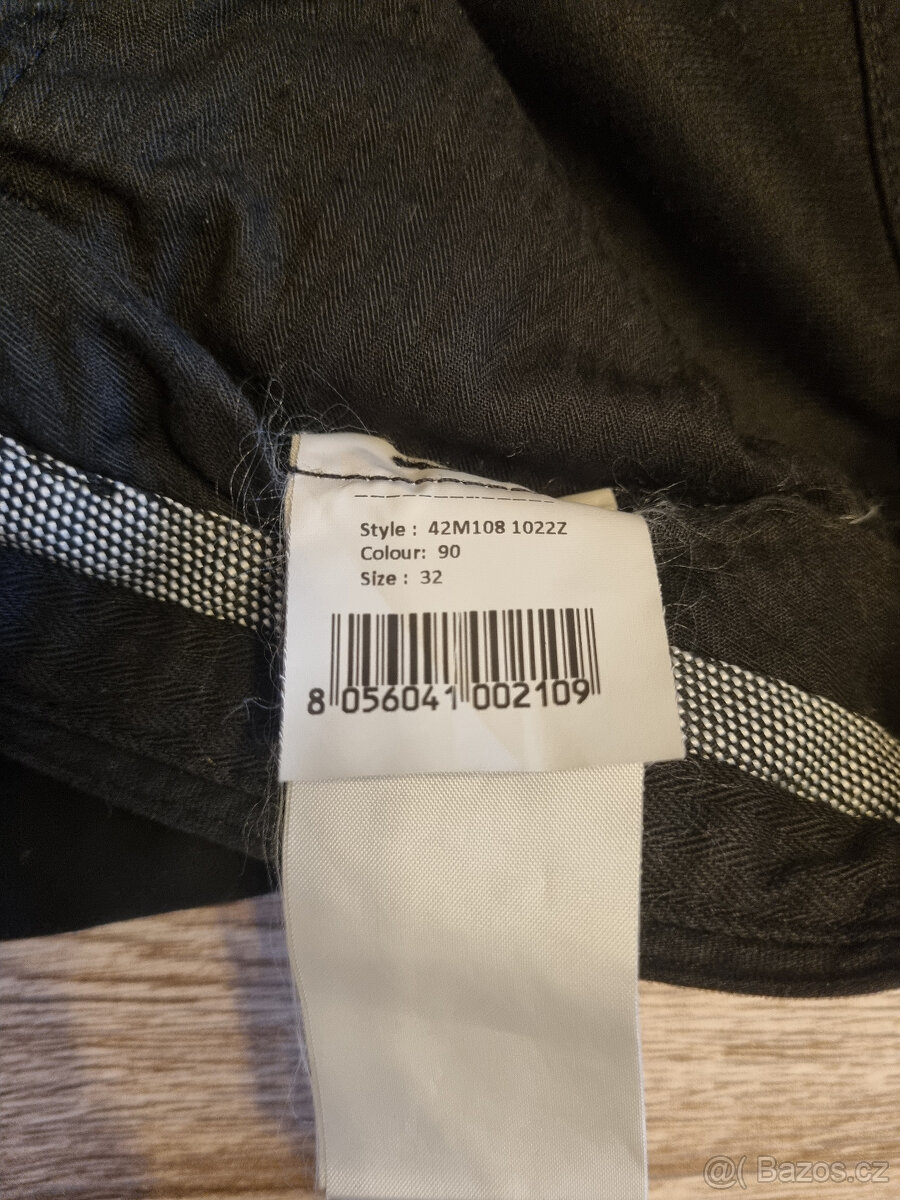 Style : 42M108 1022Z
Colour: 90
Size : 32
8 056041 002109
@( Bazos.cz